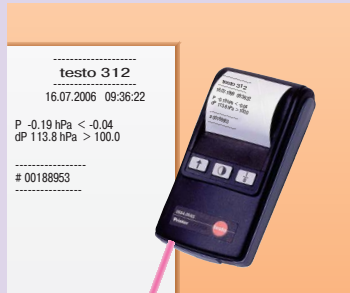 --------------------
testo 312
--------------------
16.07.2006 09:36:22
P -0.19 hPa < -0.04
dP 113.8 hPa > 100.0
-----------------
# 00188953
----------------
testo 312